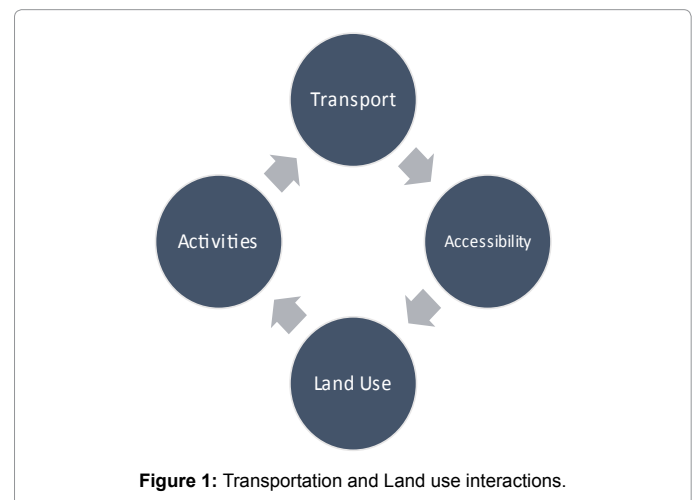 Transport
Activities
Accessibility
Land Use
Figure 1: Transportation and Land use interactions.